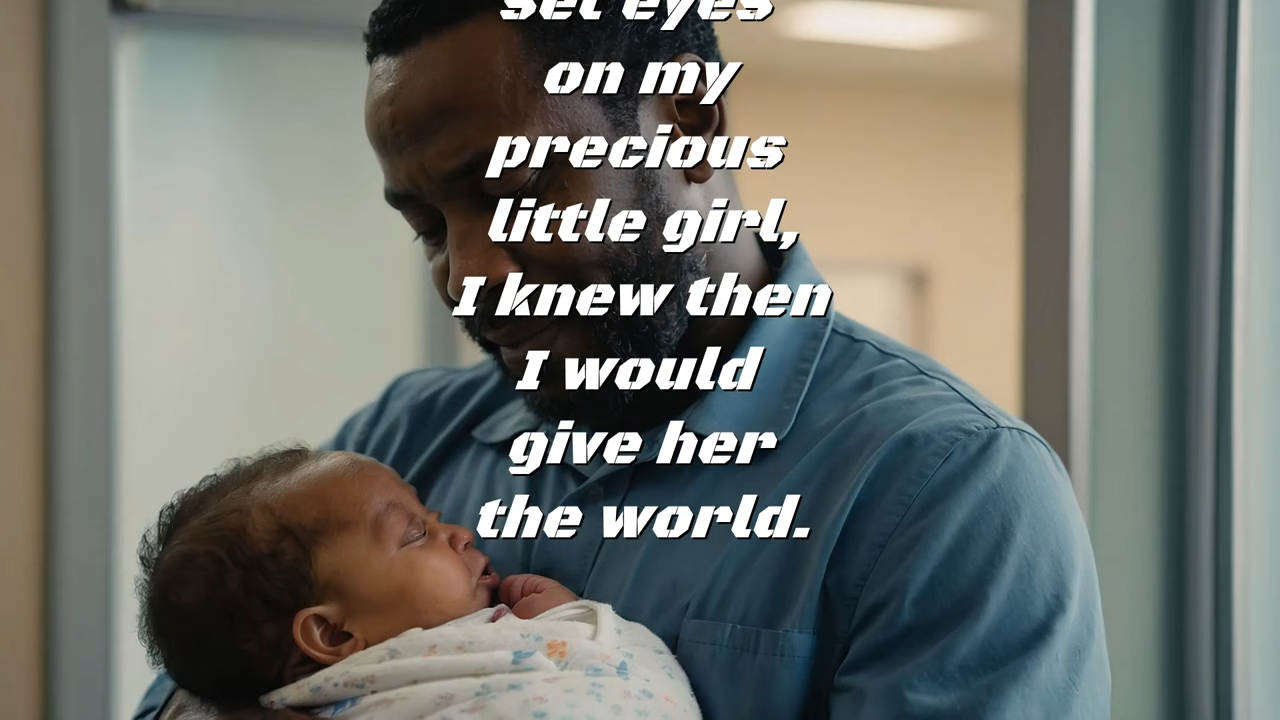 set eyes
on my
precious
little girl,
I knew then
I would
give her
the world.